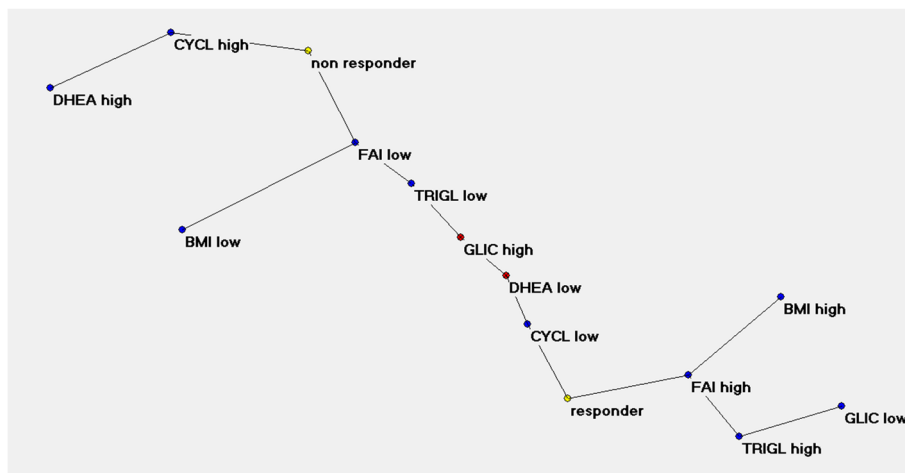 CYCL high
non responder
DHEA high
FAI low
TRIGL low
BMI low
GLIC high
DHEA low
BMI high
CYCL low
FAI high
responder
GLIC low
TRIGL high